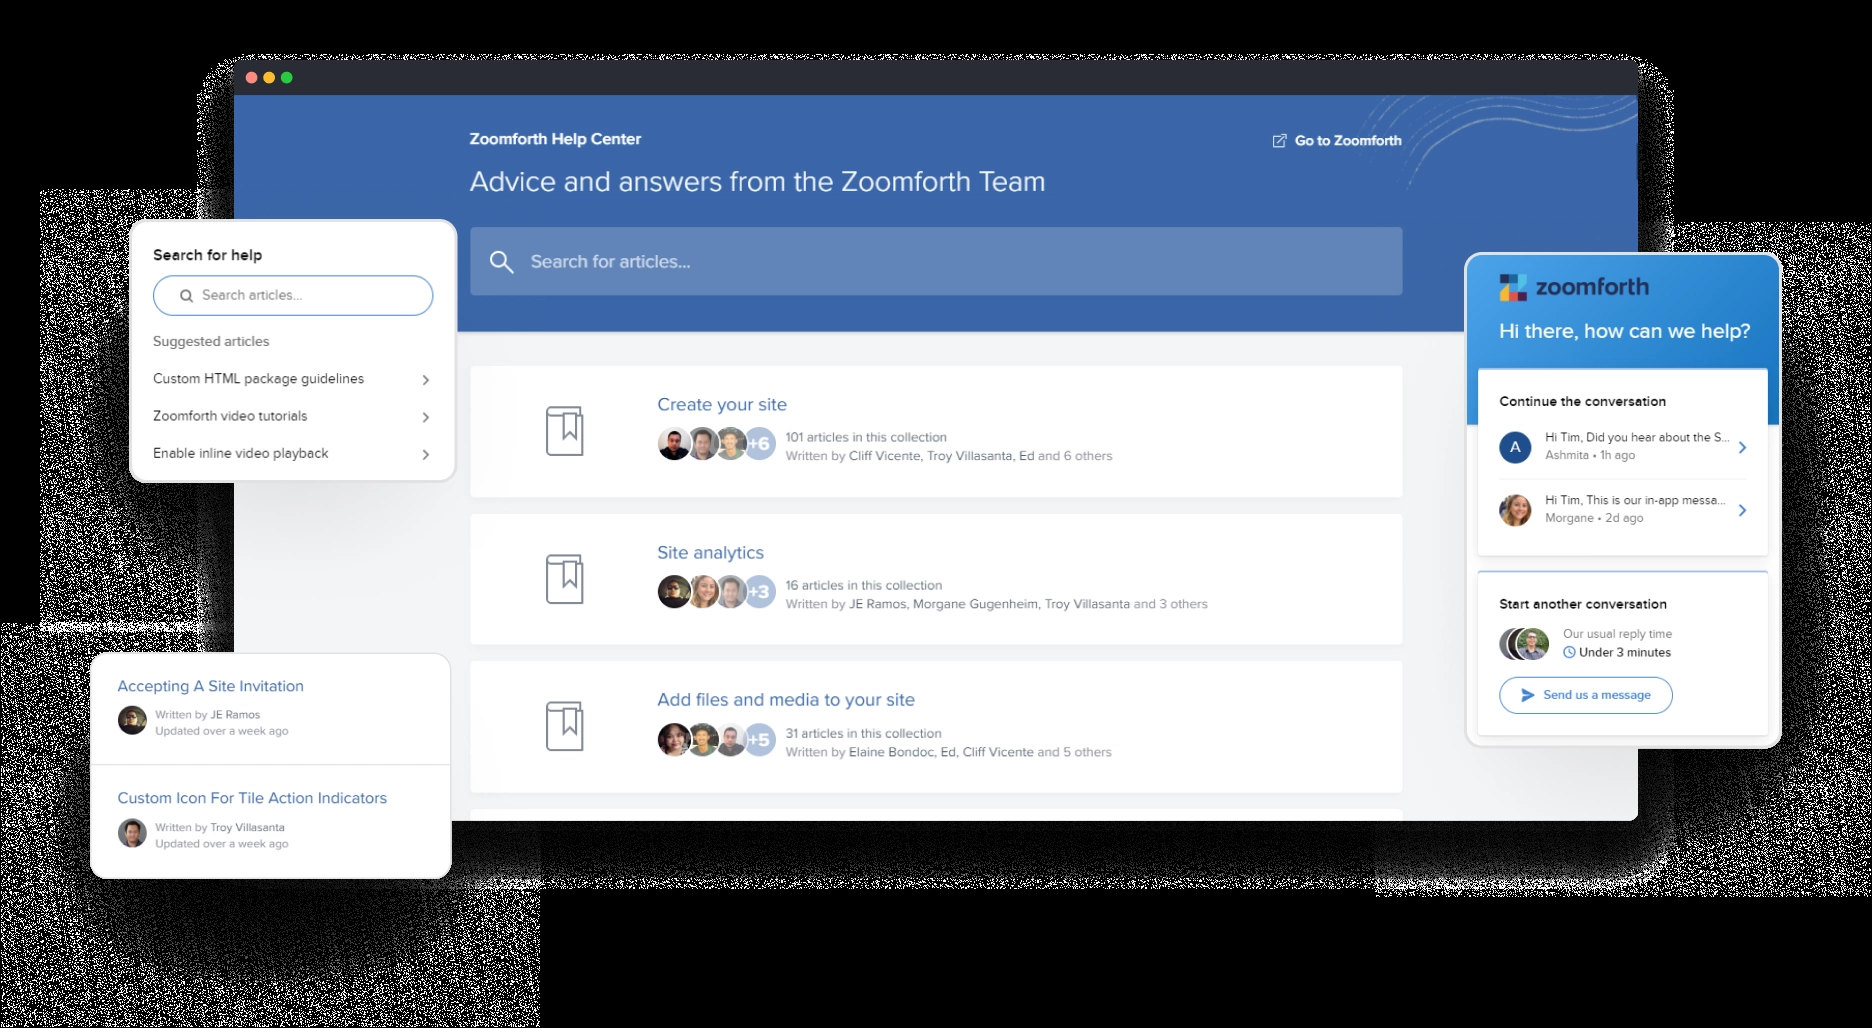 Zoomforth Help Center
Go to Zoomforth
Advice and answers from the Zoomforth Team
Search for articles...
Search for help
Search articles...
Suggested articles
Custom HTML package guidelines
Zoomforth video tutorials
Enable inline video playback
Create your site
+6
101 articles in this collection
Written by Cliff Vicente, Troy Villasanta, Ed and 6 others
Site analytics
+3
16 articles in this collection
Written by JE Ramos, Morgane Gugenheim, Troy Villasanta and 3 others
Add files and media to your site
+5
31 articles in this collection
Written by Elaine Bondoc, Ed, Cliff Vicente and 5 others
Accepting A Site Invitation
Written by JE Ramos
Updated over a week ago
Custom Icon For Tile Action Indicators
Written by Troy Villasanta
Updated over a week ago
zoomforth
Hi there, how can we help?
Continue the conversation
A
Hi Tim, Did you hear about the S...
Ashmita • 1h ago
Hi Tim, This is our in-app messa...
Morgane • 2d ago
Start another conversation
Our usual reply time
Under 3 minutes
Send us a message